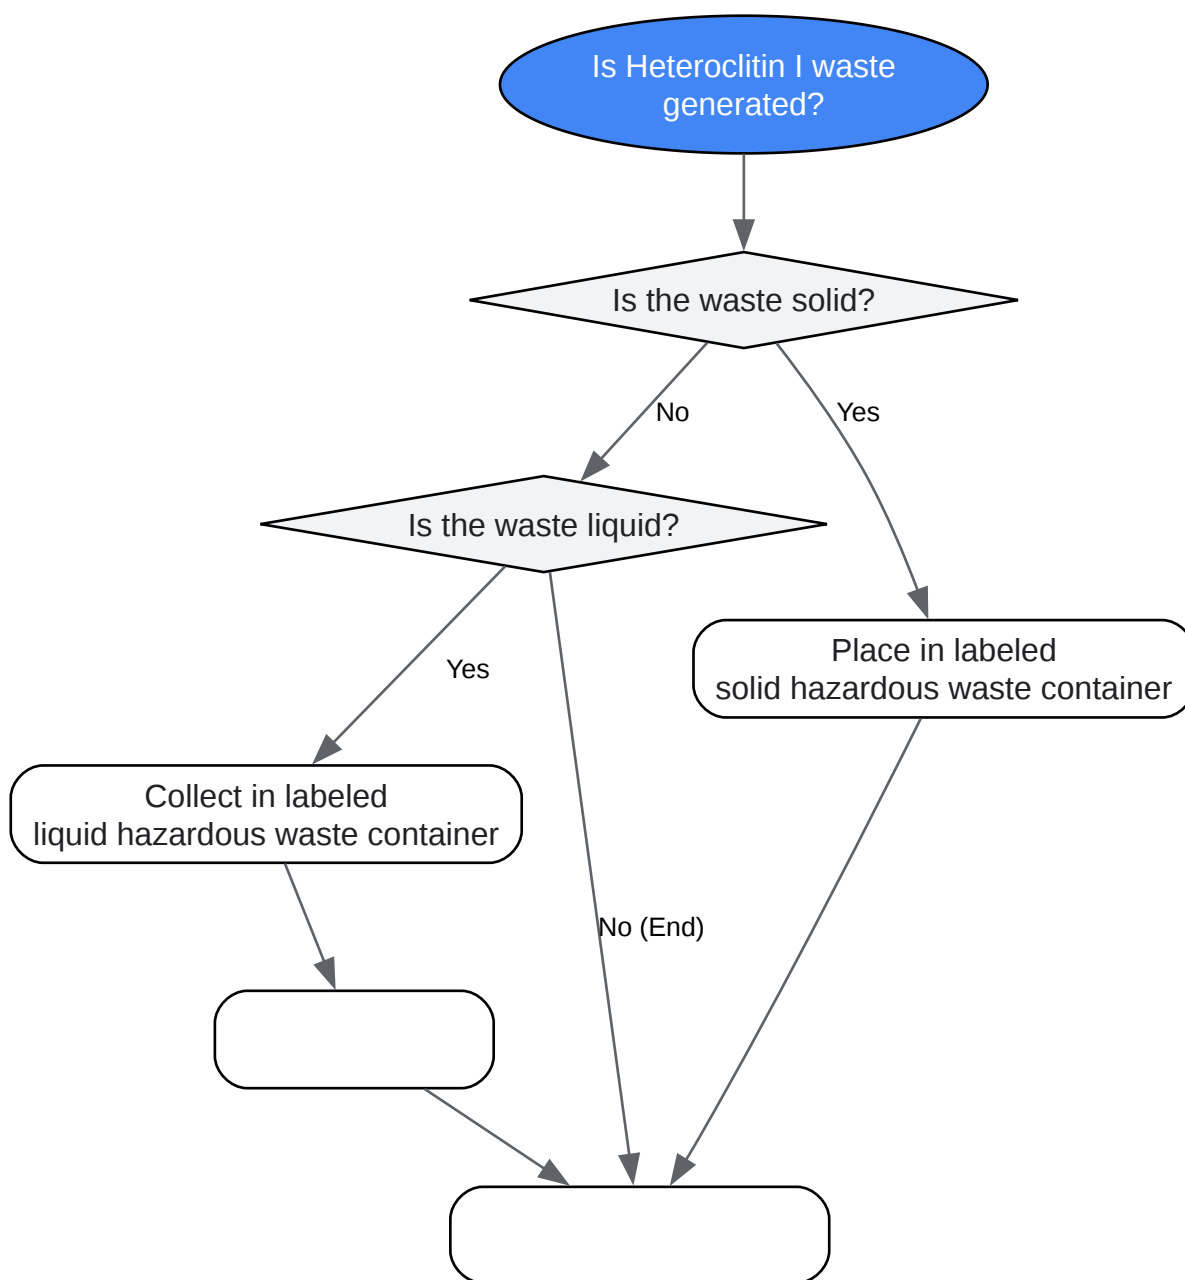 Is Heteroclitin I waste
generated?
Is the waste solid?
No
Yes
Is the waste liquid?
Yes
Place in labeled
solid hazardous waste container
Collect in labeled
liquid hazardous waste container
No (End)